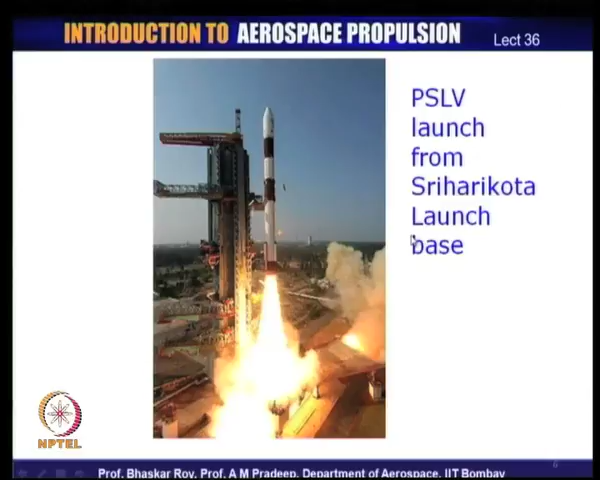 INTRODUCTION TO AEROSPACE PROPULSION
Lect 36
PSLV
launch
from
Sriharikota
Launch
base
NPTEL
6
Prof. Bhaskar Roy, Prof. A M Pradeep, Department of Aerospace, IIT Bombay